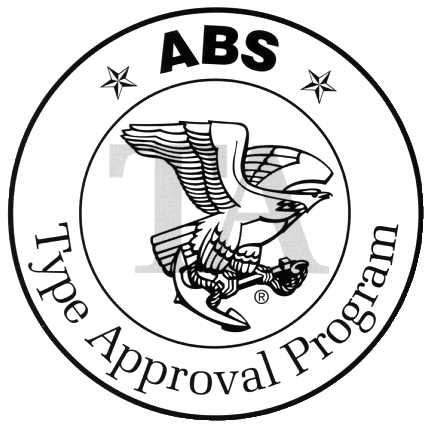 ABS
TA
®
Type Approval Program